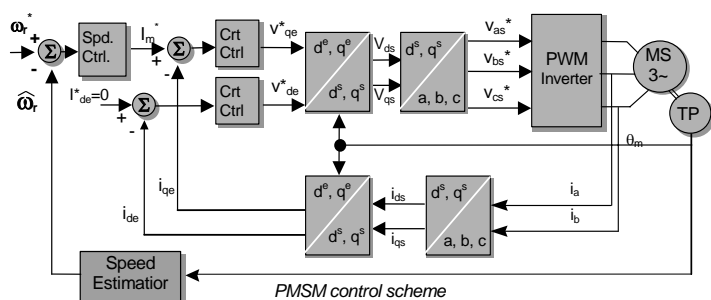 ωr* + - Σ Spd. Ctrl. Im* + - Σ Crt Ctrl v*qe
dᵉ, qᵉ dˢ, qˢ Vds Vqs dˢ, qˢ a, b, c
vas* vbs* vcs* PWM Inverter MS 3~ TP
ω̂r I*de=0 + - Σ Crt Ctrl v*de
θm
iqe ide dᵉ, qᵉ dˢ, qˢ ids iqs dˢ, qˢ a, b, c ia ib
Speed Estimatior
PMSM control scheme